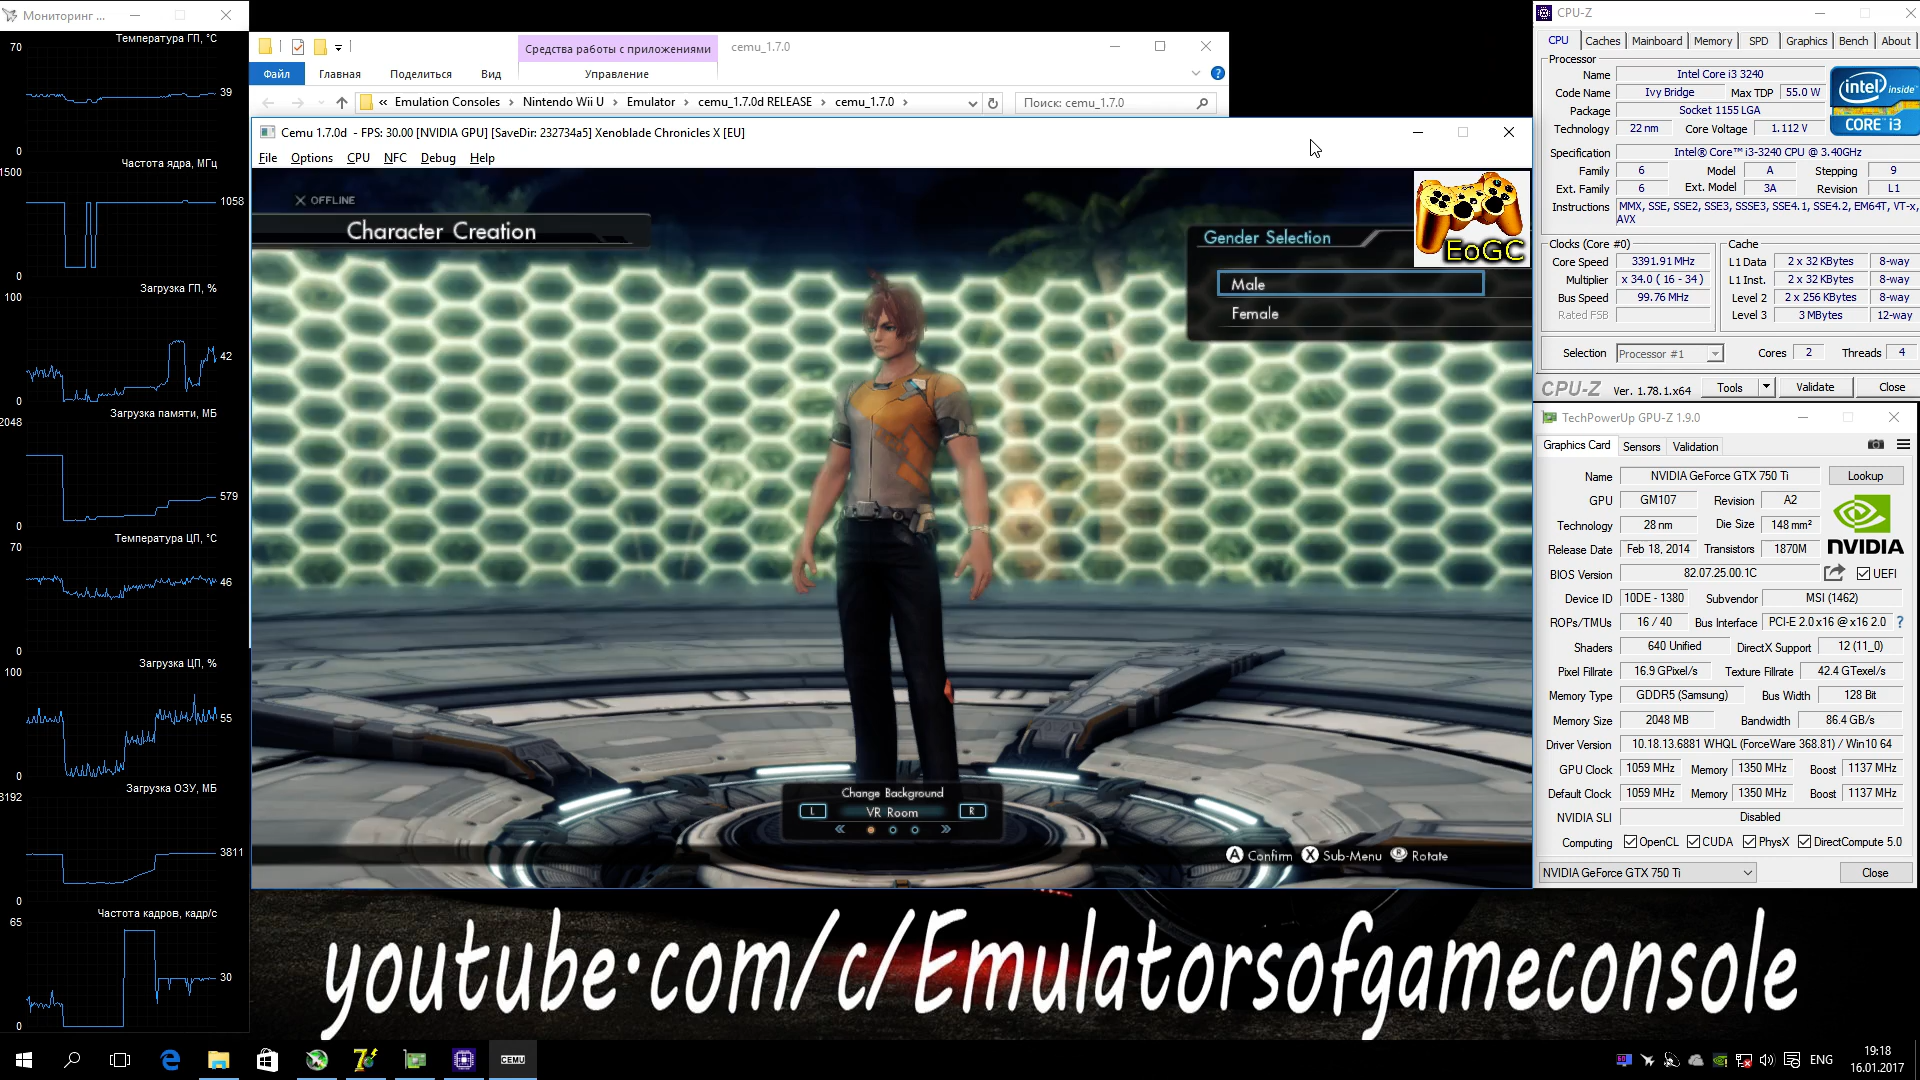 Мониторинг ...
Температура ГП, °C
70
39
0
Частота ядра, МГц
1500
1058
0
Загрузка ГП, %
100
42
0
Загрузка памяти, МБ
2048
579
0
Температура ЦП, °C
70
46
0
Загрузка ЦП, %
100
55
0
Загрузка ОЗУ, МБ
8192
3811
0
Частота кадров, кадр/с
65
30
0
Средства работы с приложениями
cemu_1.7.0
Файл Главная Поделиться Вид Управление
« Emulation Consoles › Nintendo Wii U › Emulator › cemu_1.7.0d RELEASE › cemu_1.7.0 ›
Поиск: cemu_1.7.0
Cemu 1.7.0d - FPS: 30.00 [NVIDIA GPU] [SaveDir: 232734a5] Xenoblade Chronicles X [EU]
File Options CPU NFC Debug Help
OFFLINE
Character Creation
Gender Selection
Male
Female
EoGC
Change Background
L VR Room R
A Confirm X Sub-Menu R Rotate
CPU-Z
CPU Caches Mainboard Memory SPD Graphics Bench About
Processor
Name Intel Core i3 3240
Code Name Ivy Bridge Max TDP 55.0 W
Package Socket 1155 LGA
Technology 22 nm Core Voltage 1.112 V
intel inside™
CORE i3
Specification Intel® Core™ i3-3240 CPU @ 3.40GHz
Family 6 Model A Stepping 9
Ext. Family 6 Ext. Model 3A Revision L1
Instructions MMX, SSE, SSE2, SSE3, SSSE3, SSE4.1, SSE4.2, EM64T, VT-x,
AVX
Clocks (Core #0)
Core Speed 3391.91 MHz
Multiplier x 34.0 ( 16 - 34 )
Bus Speed 99.76 MHz
Rated FSB
Cache
L1 Data 2 x 32 KBytes 8-way
L1 Inst. 2 x 32 KBytes 8-way
Level 2 2 x 256 KBytes 8-way
Level 3 3 MBytes 12-way
Selection Processor #1 Cores 2 Threads 4
CPU-Z Ver. 1.78.1.x64 Tools Validate Close
TechPowerUp GPU-Z 1.9.0
Graphics Card Sensors Validation
Name NVIDIA GeForce GTX 750 Ti Lookup
GPU GM107 Revision A2
Technology 28 nm Die Size 148 mm²
Release Date Feb 18, 2014 Transistors 1870M
NVIDIA
BIOS Version 82.07.25.00.1C UEFI
Device ID 10DE - 1380 Subvendor MSI (1462)
ROPs/TMUs 16 / 40 Bus Interface PCI-E 2.0 x16 @ x16 2.0 ?
Shaders 640 Unified DirectX Support 12 (11_0)
Pixel Fillrate 16.9 GPixel/s Texture Fillrate 42.4 GTexel/s
Memory Type GDDR5 (Samsung) Bus Width 128 Bit
Memory Size 2048 MB Bandwidth 86.4 GB/s
Driver Version 10.18.13.6881 WHQL (ForceWare 368.81) / Win10 64
GPU Clock 1059 MHz Memory 1350 MHz Boost 1137 MHz
Default Clock 1059 MHz Memory 1350 MHz Boost 1137 MHz
NVIDIA SLI Disabled
Computing OpenCL CUDA PhysX DirectCompute 5.0
NVIDIA GeForce GTX 750 Ti Close
youtube.com/c/Emulatorsofgameconsole
CEMU
ENG
19:18
16.01.2017